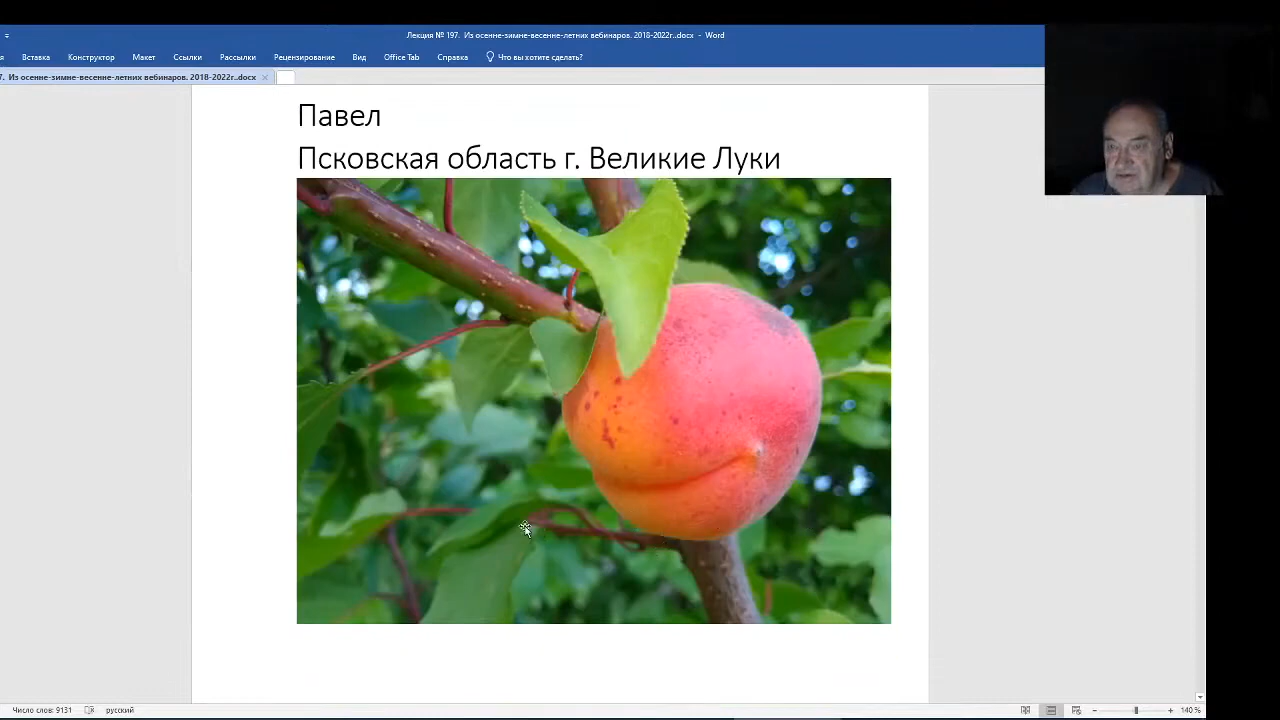 Лекция № 197. Из осенне-зимне-весенне-летних вебинаров. 2018-2022г..docx - Word
Вставка Конструктор Макет Ссылки Рассылки Рецензирование Вид Office Tab Справка Что вы хотите сделать?
7. Из осенне-зимне-весенне-летних вебинаров. 2018-2022г..docx
Павел
Псковская область г. Великие Луки
Число слов: 9131 русский 140 %